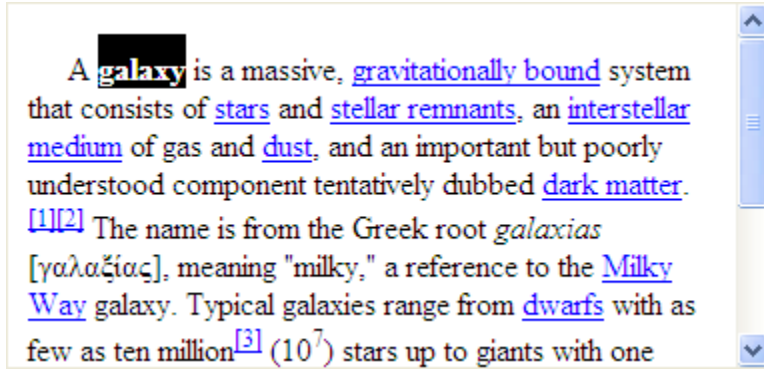 A galaxy is a massive, gravitationally bound system
that consists of stars and stellar remnants, an interstellar
medium of gas and dust, and an important but poorly
understood component tentatively dubbed dark matter.
[1][2] The name is from the Greek root galaxias
[γαλαξίας], meaning "milky," a reference to the Milky
Way galaxy. Typical galaxies range from dwarfs with as
few as ten million[3] (10⁷) stars up to giants with one